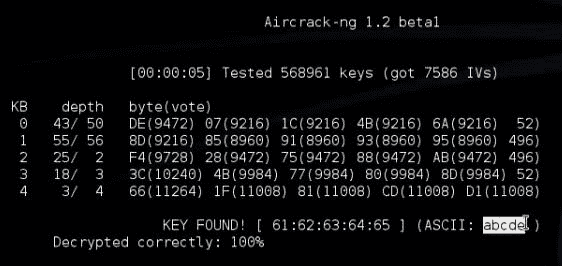 Aircrack-ng 1.2 beta1
[00:00:05] Tested 568961 keys (got 7586 IVs)
KB depth byte(vote)
0 43/ 50 DE(9472) 07(9216) 1C(9216) 4B(9216) 6A(9216) 52)
1 55/ 56 8D(9216) 85(8960) 91(8960) 93(8960) 95(8960) 496)
2 25/ 2 F4(9728) 28(9472) 75(9472) 88(9472) AB(9472) 496)
3 18/ 3 3C(10240) 4B(9984) 77(9984) 80(9984) 8D(9984) 52)
4 3/ 4 66(11264) 1F(11008) 81(11008) CD(11008) D1(11008)
KEY FOUND! [ 61:62:63:64:65 ] (ASCII: abcde )
Decrypted correctly: 100%